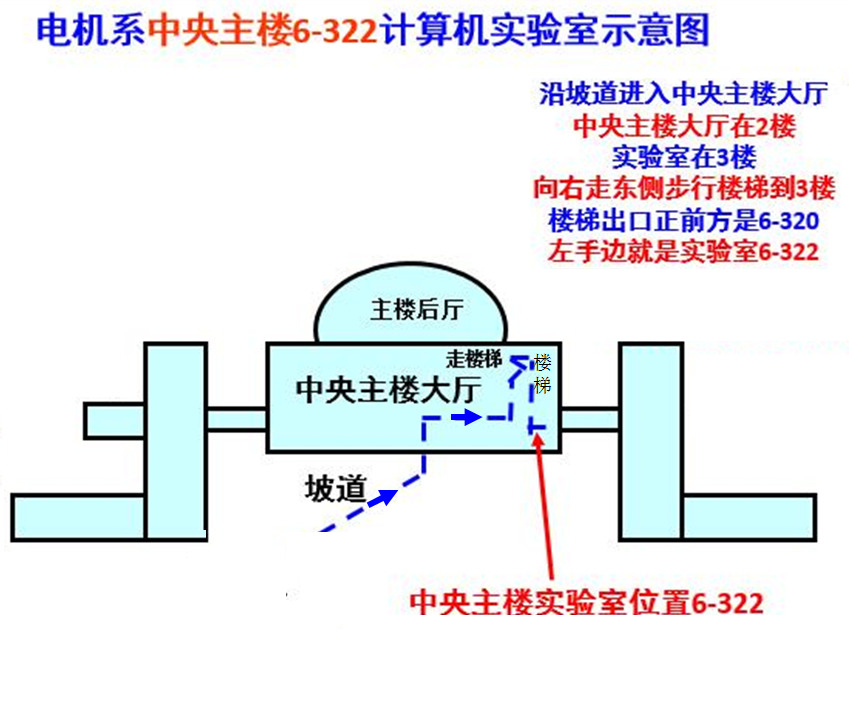 电机系中央主楼6-322计算机实验室示意图
沿坡道进入中央主楼大厅
中央主楼大厅在2楼
实验室在3楼
向右走东侧步行楼梯到3楼
楼梯出口正前方是6-320
左手边就是实验室6-322
主楼后厅
走楼梯
楼梯
中央主楼大厅
坡道
中央主楼实验室位置6-322